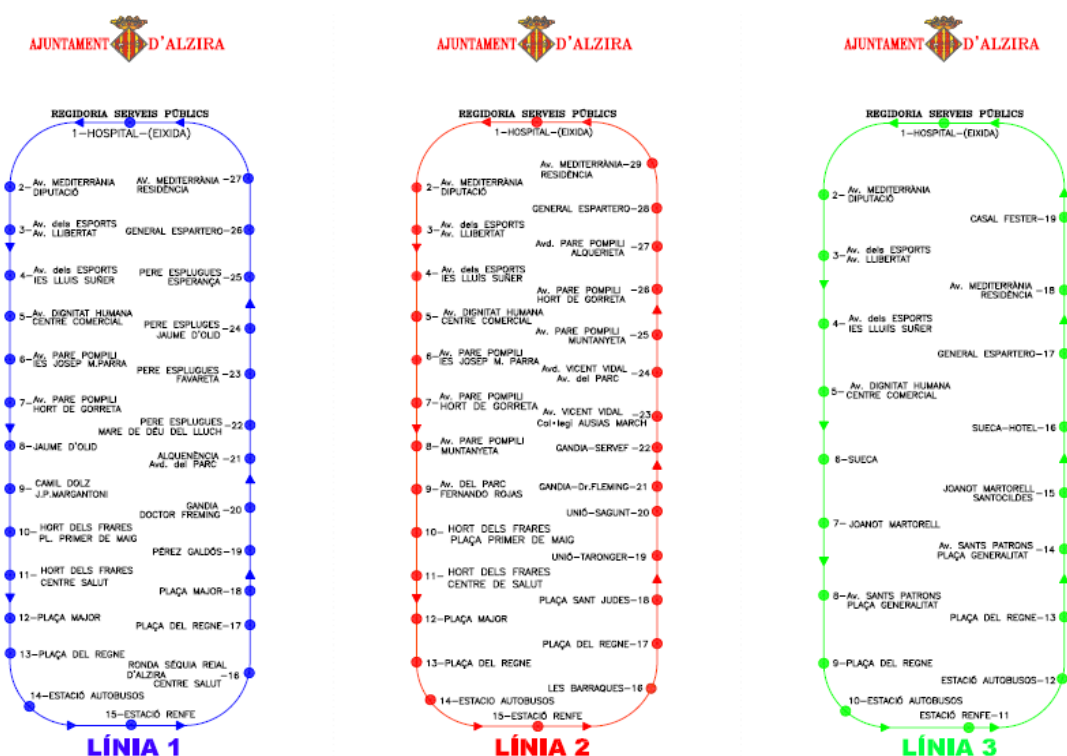 AJUNTAMENT D'ALZIRA
REGIDORIA SERVEIS PÚBLICS
1-HOSPITAL-(EIXIDA)
2-Av. MEDITERRÀNIA
DIPUTACIÓ
3-Av. dels ESPORTS
Av. LLIBERTAT
4-Av. dels ESPORTS
IES LLUIS SUÑER
5-Av. DIGNITAT HUMANA
CENTRE COMERCIAL
6-Av. PARE POMPILI
IES JOSEP M.PARRA
7-Av. PARE POMPILI
HORT DE GORRETA
8-JAUME D'OLID
9-CAMIL DOLZ
J.P.MARGANTONI
10-HORT DELS FRARES
PL. PRIMER DE MAIG
11-HORT DELS FRARES
CENTRE SALUT
12-PLAÇA MAJOR
13-PLAÇA DEL REGNE
14-ESTACIÓ AUTOBUSOS
15-ESTACIÓ RENFE
RONDA SÉQUIA REIAL
D'ALZIRA -16
CENTRE SALUT
PLAÇA DEL REGNE-17
PLAÇA MAJOR-18
PÉREZ GALDÓS-19
GANDIA -20
DOCTOR FREMING
ALQUENÈNCIA -21
Avd. del PARC
PERE ESPLUGUES -22
MARE DE DÉU DEL LLUCH
PERE ESPLUGUES -23
FAVARETA
PERE ESPLUGES -24
JAUME D'OLID
PERE ESPLUGUES -25
ESPERANÇA
GENERAL ESPARTERO-26
AV. MEDITERRÀNIA -27
RESIDÈNCIA
LÍNIA 1
AJUNTAMENT D'ALZIRA
REGIDORIA SERVEIS PÚBLICS
1-HOSPITAL-(EIXIDA)
2-Av. MEDITERRÀNIA
DIPUTACIÓ
3-Av. dels ESPORTS
Av. LLIBERTAT
4-Av. dels ESPORTS
IES LLUÍS SUÑER
5-Av. DIGNITAT HUMANA
CENTRE COMERCIAL
6-Av. PARE POMPILI
IES JOSEP M. PARRA
7-Av. PARE POMPILI
HORT DE GORRETA
8-Av. PARE POMPILI
MUNTANYETA
9-Av. DEL PARC
FERNANDO ROJAS
10-HORT DELS FRARES
PLAÇA PRIMER DE MAIG
11-HORT DELS FRARES
CENTRE DE SALUT
12-PLAÇA MAJOR
13-PLAÇA DEL REGNE
14-ESTACIO AUTOBUSOS
15-ESTACIÓ RENFE
LES BARRAQUES-16
PLAÇA DEL REGNE-17
PLAÇA SANT JUDES-18
UNIÓ-TARONGER-19
UNIÓ-SAGUNT-20
GANDIA-Dr.FLEMING-21
GANDIA-SERVEF-22
Av. VICENT VIDAL -23
Col·legi AUSIAS MARCH
Avd. VICENT VIDAL -24
Av. del PARC
Av. PARE POMPILI -25
MUNTANYETA
Av. PARE POMPILI -26
HORT DE GORRETA
Avd. PARE POMPILI -27
ALQUERIETA
GENERAL ESPARTERO-28
Av. MEDITERRÀNIA-29
RESIDÈNCIA
LÍNIA 2
AJUNTAMENT D'ALZIRA
REGIDORIA SERVEIS PÚBLICS
1-HOSPITAL-(EIXIDA)
2-Av. MEDITERRÀNIA
DIPUTACIÓ
3-Av. dels ESPORTS
Av. LLIBERTAT
4-Av. dels ESPORTS
IES LLUÍS SUÑER
5-Av. DIGNITAT HUMANA
CENTRE COMERCIAL
6-SUECA
7-JOANOT MARTORELL
8-Av. SANTS PATRONS
PLAÇA GENERALITAT
9-PLAÇA DEL REGNE
10-ESTACIÓ AUTOBUSOS
ESTACIÓ RENFE-11
ESTACIÓ AUTOBUSOS-12
PLAÇA DEL REGNE-13
Av. SANTS PATRONS -14
PLAÇA GENERALITAT
JOANOT MARTORELL -15
SANTOCILDES
SUECA-HOTEL-16
GENERAL ESPARTERO-17
Av. MEDITERRÀNIA -18
RESIDÈNCIA
CASAL FESTER-19
LÍNIA 3